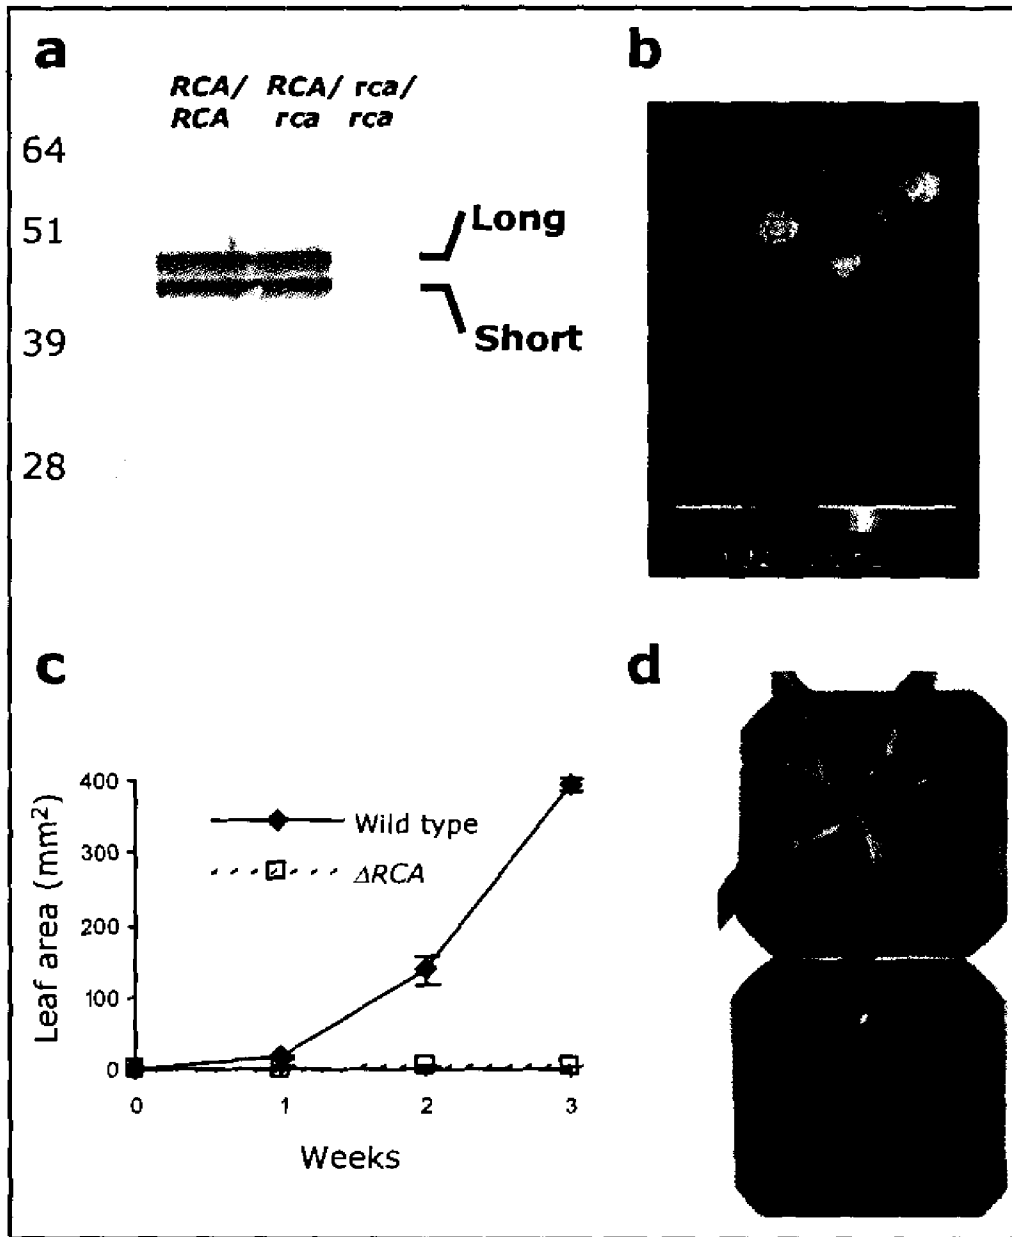 a
RCA/ RCA/ rca/
RCA rca rca
64
51
39
28
Long
Short
b
c
Leaf area (mm²)
400
300
200
100
0
Wild type
ΔRCA
0 1 2 3
Weeks
d